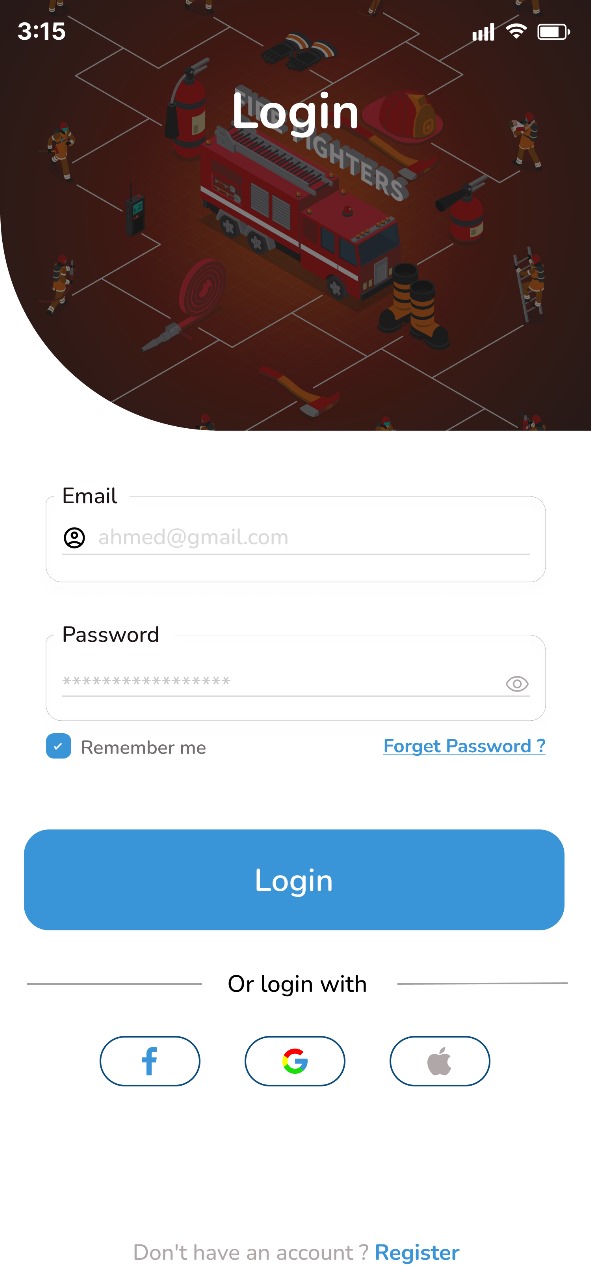 3:15
FIRE FIGHTERS
Login
Email
ahmed@gmail.com
Password
*****************
Remember me
Forget Password ?
Login
Or login with
f
G
Don't have an account ? Register